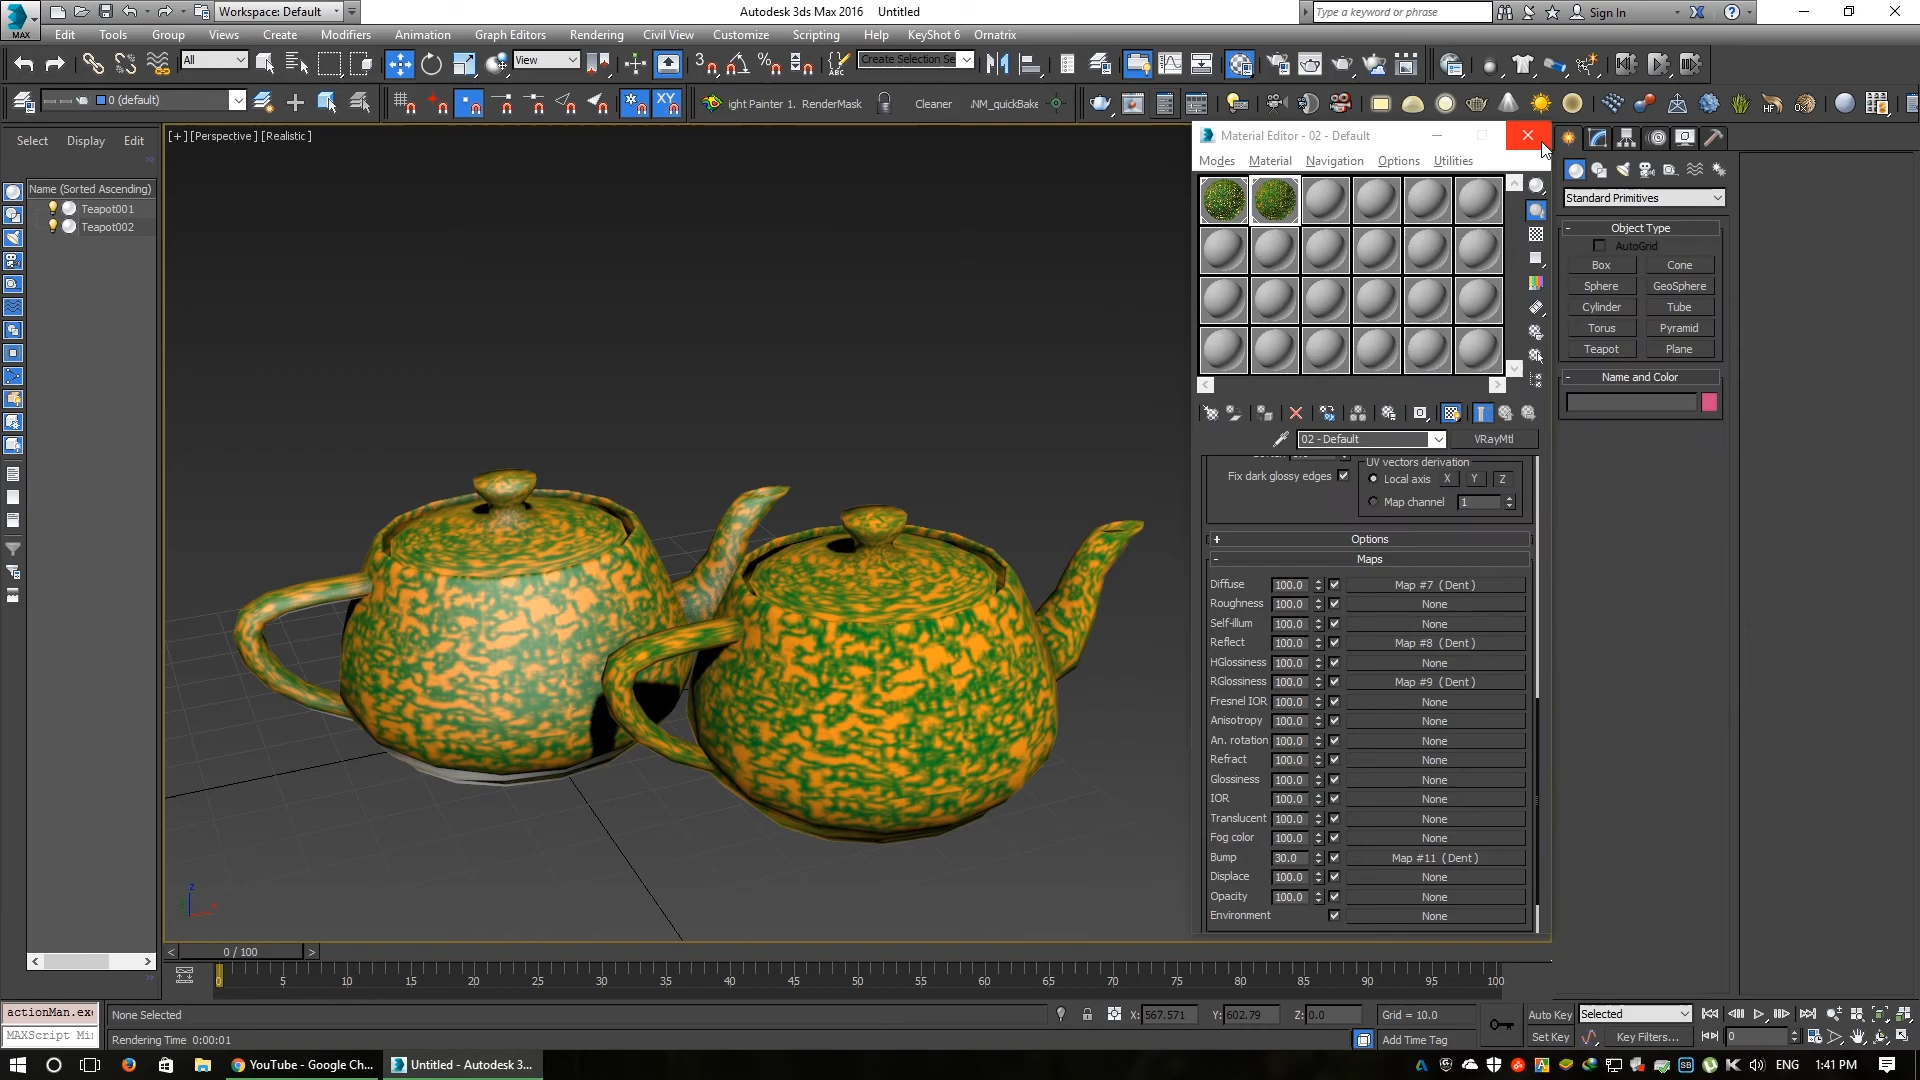 MAX
Workspace: Default
Autodesk 3ds Max 2016 Untitled
Type a keyword or phrase
Sign In
Edit Tools Group Views Create Modifiers Animation Graph Editors Rendering Civil View Customize Scripting Help KeyShot 6 Ornatrix
All View ABC Create Selection Se
0 (default) XY ight Painter 1. RenderMask Cleaner .NM_quickBake HF
Select Display Edit
Name (Sorted Ascending)
Teapot001
Teapot002
[+] [Perspective] [Realistic]
Material Editor - 02 - Default
Modes Material Navigation Options Utilities
02 - Default VRayMtl
UV vectors derivation
Fix dark glossy edges Local axis X Y Z
Map channel 1
+ Options
- Maps
Diffuse 100.0 Map #7 (Dent)
Roughness 100.0 None
Self-illum 100.0 None
Reflect 100.0 Map #8 (Dent)
HGlossiness 100.0 None
RGlossiness 100.0 Map #9 (Dent)
Fresnel IOR 100.0 None
Anisotropy 100.0 None
An. rotation 100.0 None
Refract 100.0 None
Glossiness 100.0 None
IOR 100.0 None
Translucent 100.0 None
Fog color 100.0 None
Bump 30.0 Map #11 (Dent)
Displace 100.0 None
Opacity 100.0 None
Environment None
Standard Primitives
- Object Type
AutoGrid
Box Cone
Sphere GeoSphere
Cylinder Tube
Torus Pyramid
Teapot Plane
- Name and Color
z
x
< 0 / 100 >
0 5 10 15 20 25 30 35 40 45 50 55 60 65 70 75 80 85 90 95 100
actionMan.exe
MAXScript Mi
None Selected
Rendering Time 0:00:01
X: 567.571 Y: 602.79 Z: 0.0 Grid = 10.0
Add Time Tag
Auto Key Selected
Set Key Key Filters... 0
YouTube - Google Ch...
Untitled - Autodesk 3...
ENG 1:41 PM